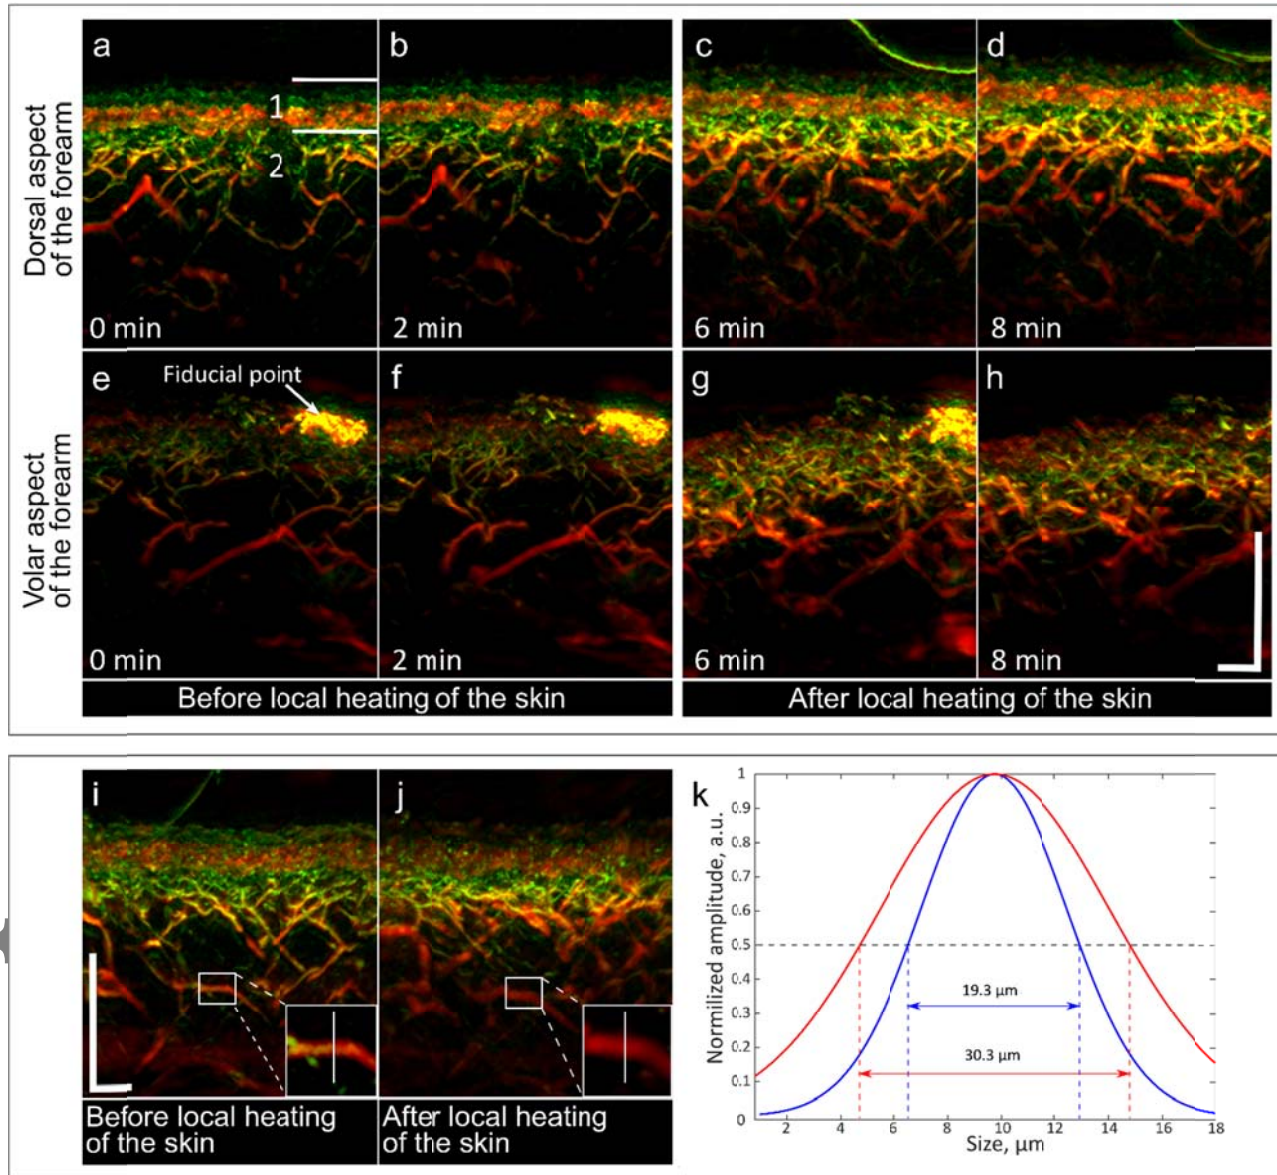 a
b
c
d
1
2
Dorsal aspect
of the forearm
0 min
2 min
6 min
8 min
e
f
g
h
Fiducial point
Volar aspect
of the forearm
0 min
2 min
6 min
8 min
Before local heating of the skin
After local heating of the skin
i
j
k
Before local heating
of the skin
After local heating
of the skin
Normilized amplitude, a.u.
1
0.9
0.8
0.7
0.6
0.5
0.4
0.3
0.2
0.1
0
19.3 µm
30.3 µm
2 4 6 8 10 12 14 16 18
Size, µm